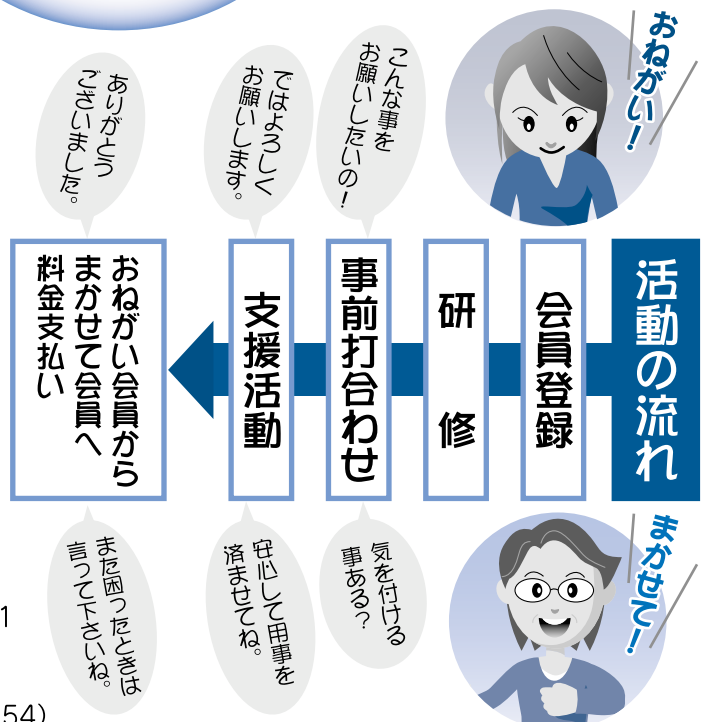 おねがい！
こんな事を
お願いしたいの！
ではよろしく
お願いします。
ありがとう
ございました。
活動の流れ
会員登録
研修
事前打合わせ
支援活動
おねがい会員から
まかせて会員へ
料金支払い
まかせて！
気を付ける
事ある？
安心して用事を
済ませてね。
また困ったときは
言って下さいね。
1
54)